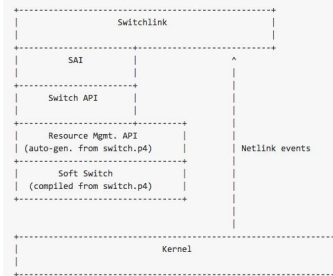 Switchlink
SAI
Switch API
Resource Mgmt. API
(auto-gen. from switch.p4)
Netlink events
Soft Switch
(compiled from switch.p4)
Kernel